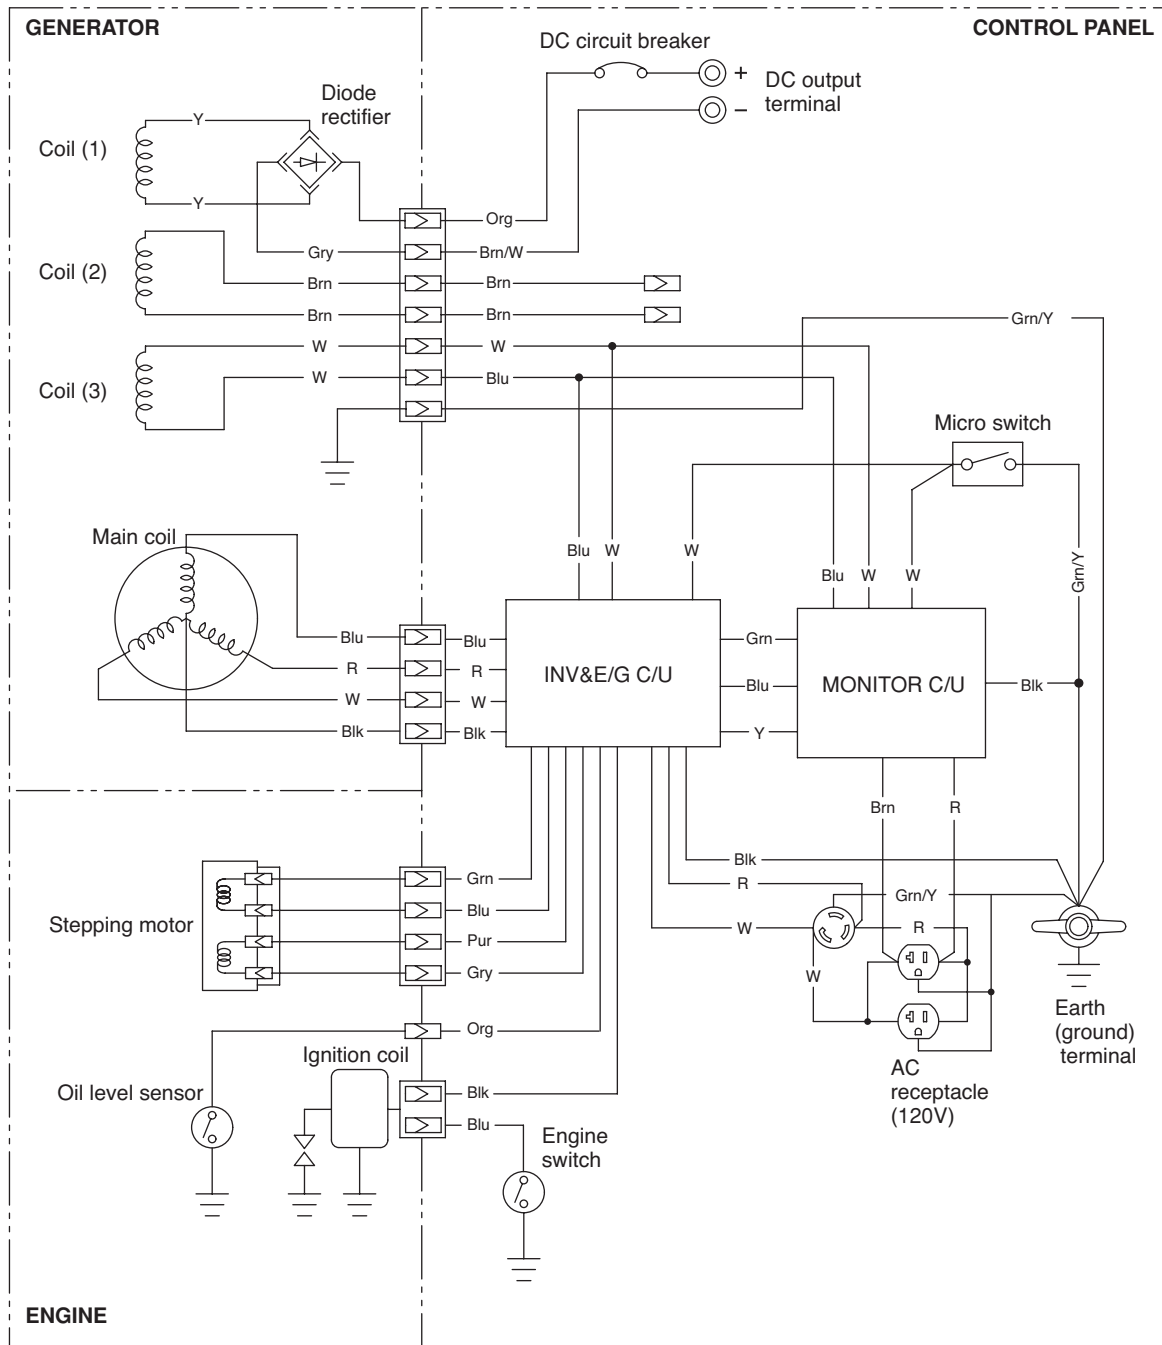 GENERATOR
CONTROL PANEL
DC circuit breaker
+
DC output
terminal
−
Diode
rectifier
Y
Coil (1)
Y
Org
Gry
Brn/W
Coil (2)
Brn
Brn
Brn
Brn
Grn/Y
W
W
Coil (3)
W
Blu
Micro switch
Main coil
Blu
W
W
Blu
W
W
Grn/Y
Blu
Blu
Grn
R
R
INV&E/G C/U
MONITOR C/U
Blu
Blk
W
W
Blk
Blk
Y
Brn
R
Blk
Grn
R
Grn/Y
Blu
Stepping motor
W
R
Pur
Gry
W
Org
Earth
(ground)
terminal
Ignition coil
AC
receptacle
(120V)
Oil level sensor
Blk
Blu
Engine
switch
ENGINE